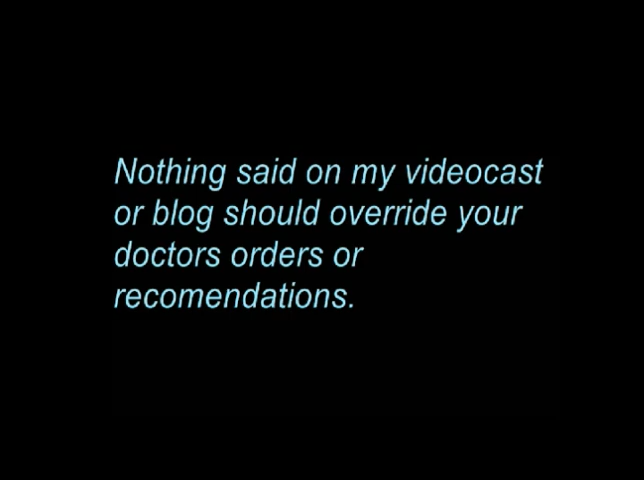 Nothing said on my videocast
or blog should override your
doctors orders or
recomendations.